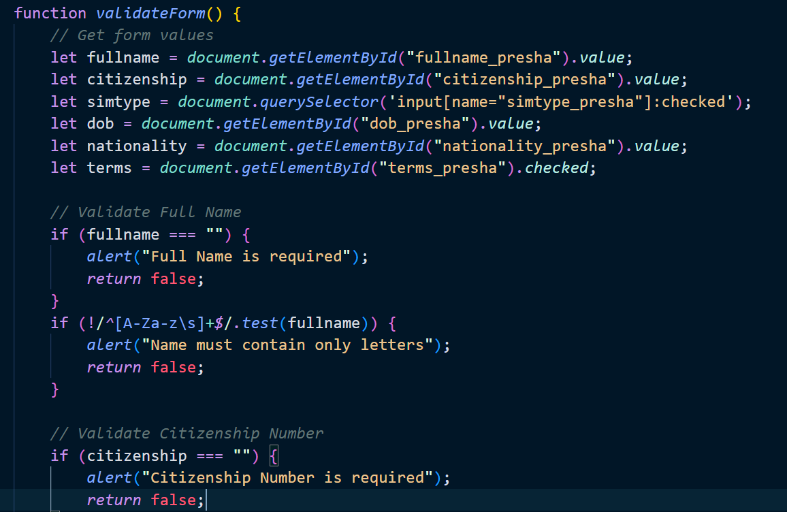 function validateForm() {
    // Get form values
    let fullname = document.getElementById("fullname_presha").value;
    let citizenship = document.getElementById("citizenship_presha").value;
    let simtype = document.querySelector('input[name="simtype_presha"]:checked');
    let dob = document.getElementById("dob_presha").value;
    let nationality = document.getElementById("nationality_presha").value;
    let terms = document.getElementById("terms_presha").checked;

    // Validate Full Name
    if (fullname === "") {
        alert("Full Name is required");
        return false;
    }
    if (!/^[A-Za-z\s]+$/.test(fullname)) {
        alert("Name must contain only letters");
        return false;
    }

    // Validate Citizenship Number
    if (citizenship === "") {
        alert("Citizenship Number is required");
        return false;